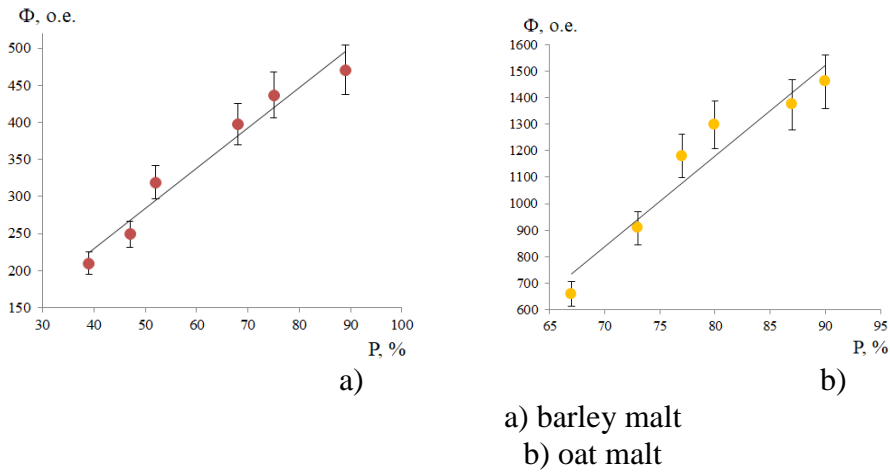 Φ, o.e.
500
450
400
350
300
250
200
150
30 40 50 60 70 80 90 100
P, %
a)
Φ, o.e.
1600
1500
1400
1300
1200
1100
1000
900
800
700
600
65 70 75 80 85 90 95
P, %
b)
a) barley malt
b) oat malt